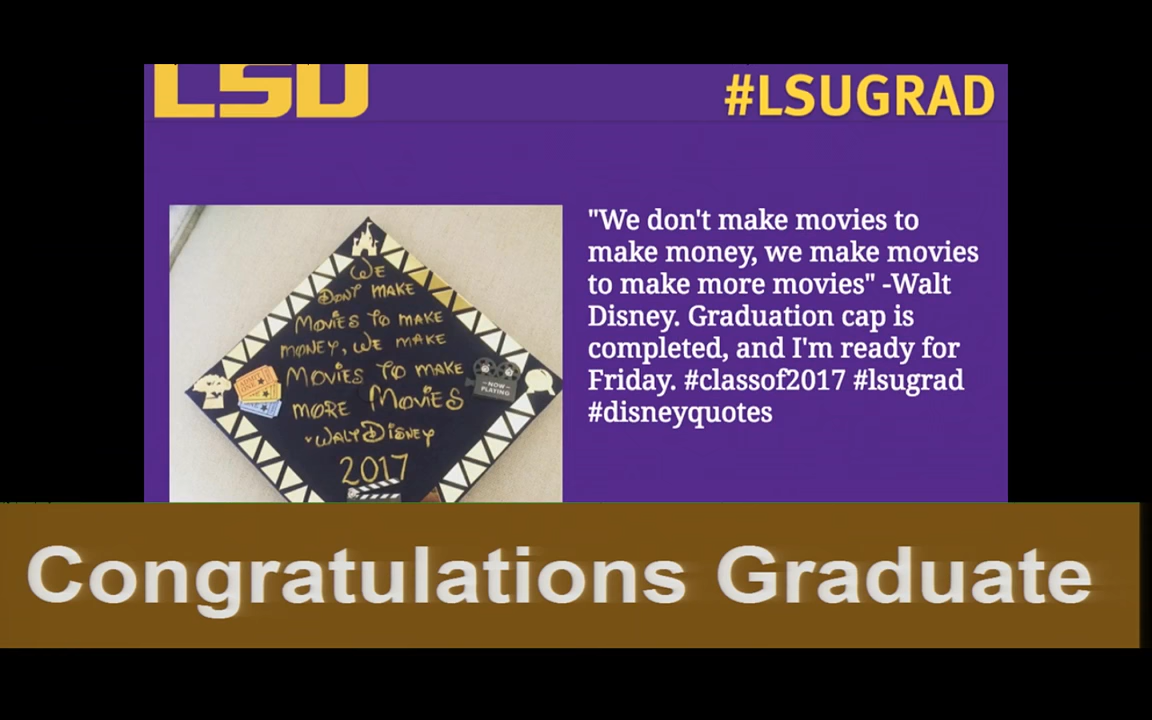 LSU
#LSUGRAD
"We don't make movies to
make money, we make movies
to make more movies" -Walt
Disney. Graduation cap is
completed, and I'm ready for
Friday. #classof2017 #lsugrad
#disneyquotes
WE
DON'T MAKE
MOVIES TO MAKE
MONEY, WE MAKE
MOVIES TO MAKE
MORE MOVIES
-WALT DISNEY
2017
NOW
PLAYING
Congratulations Graduate